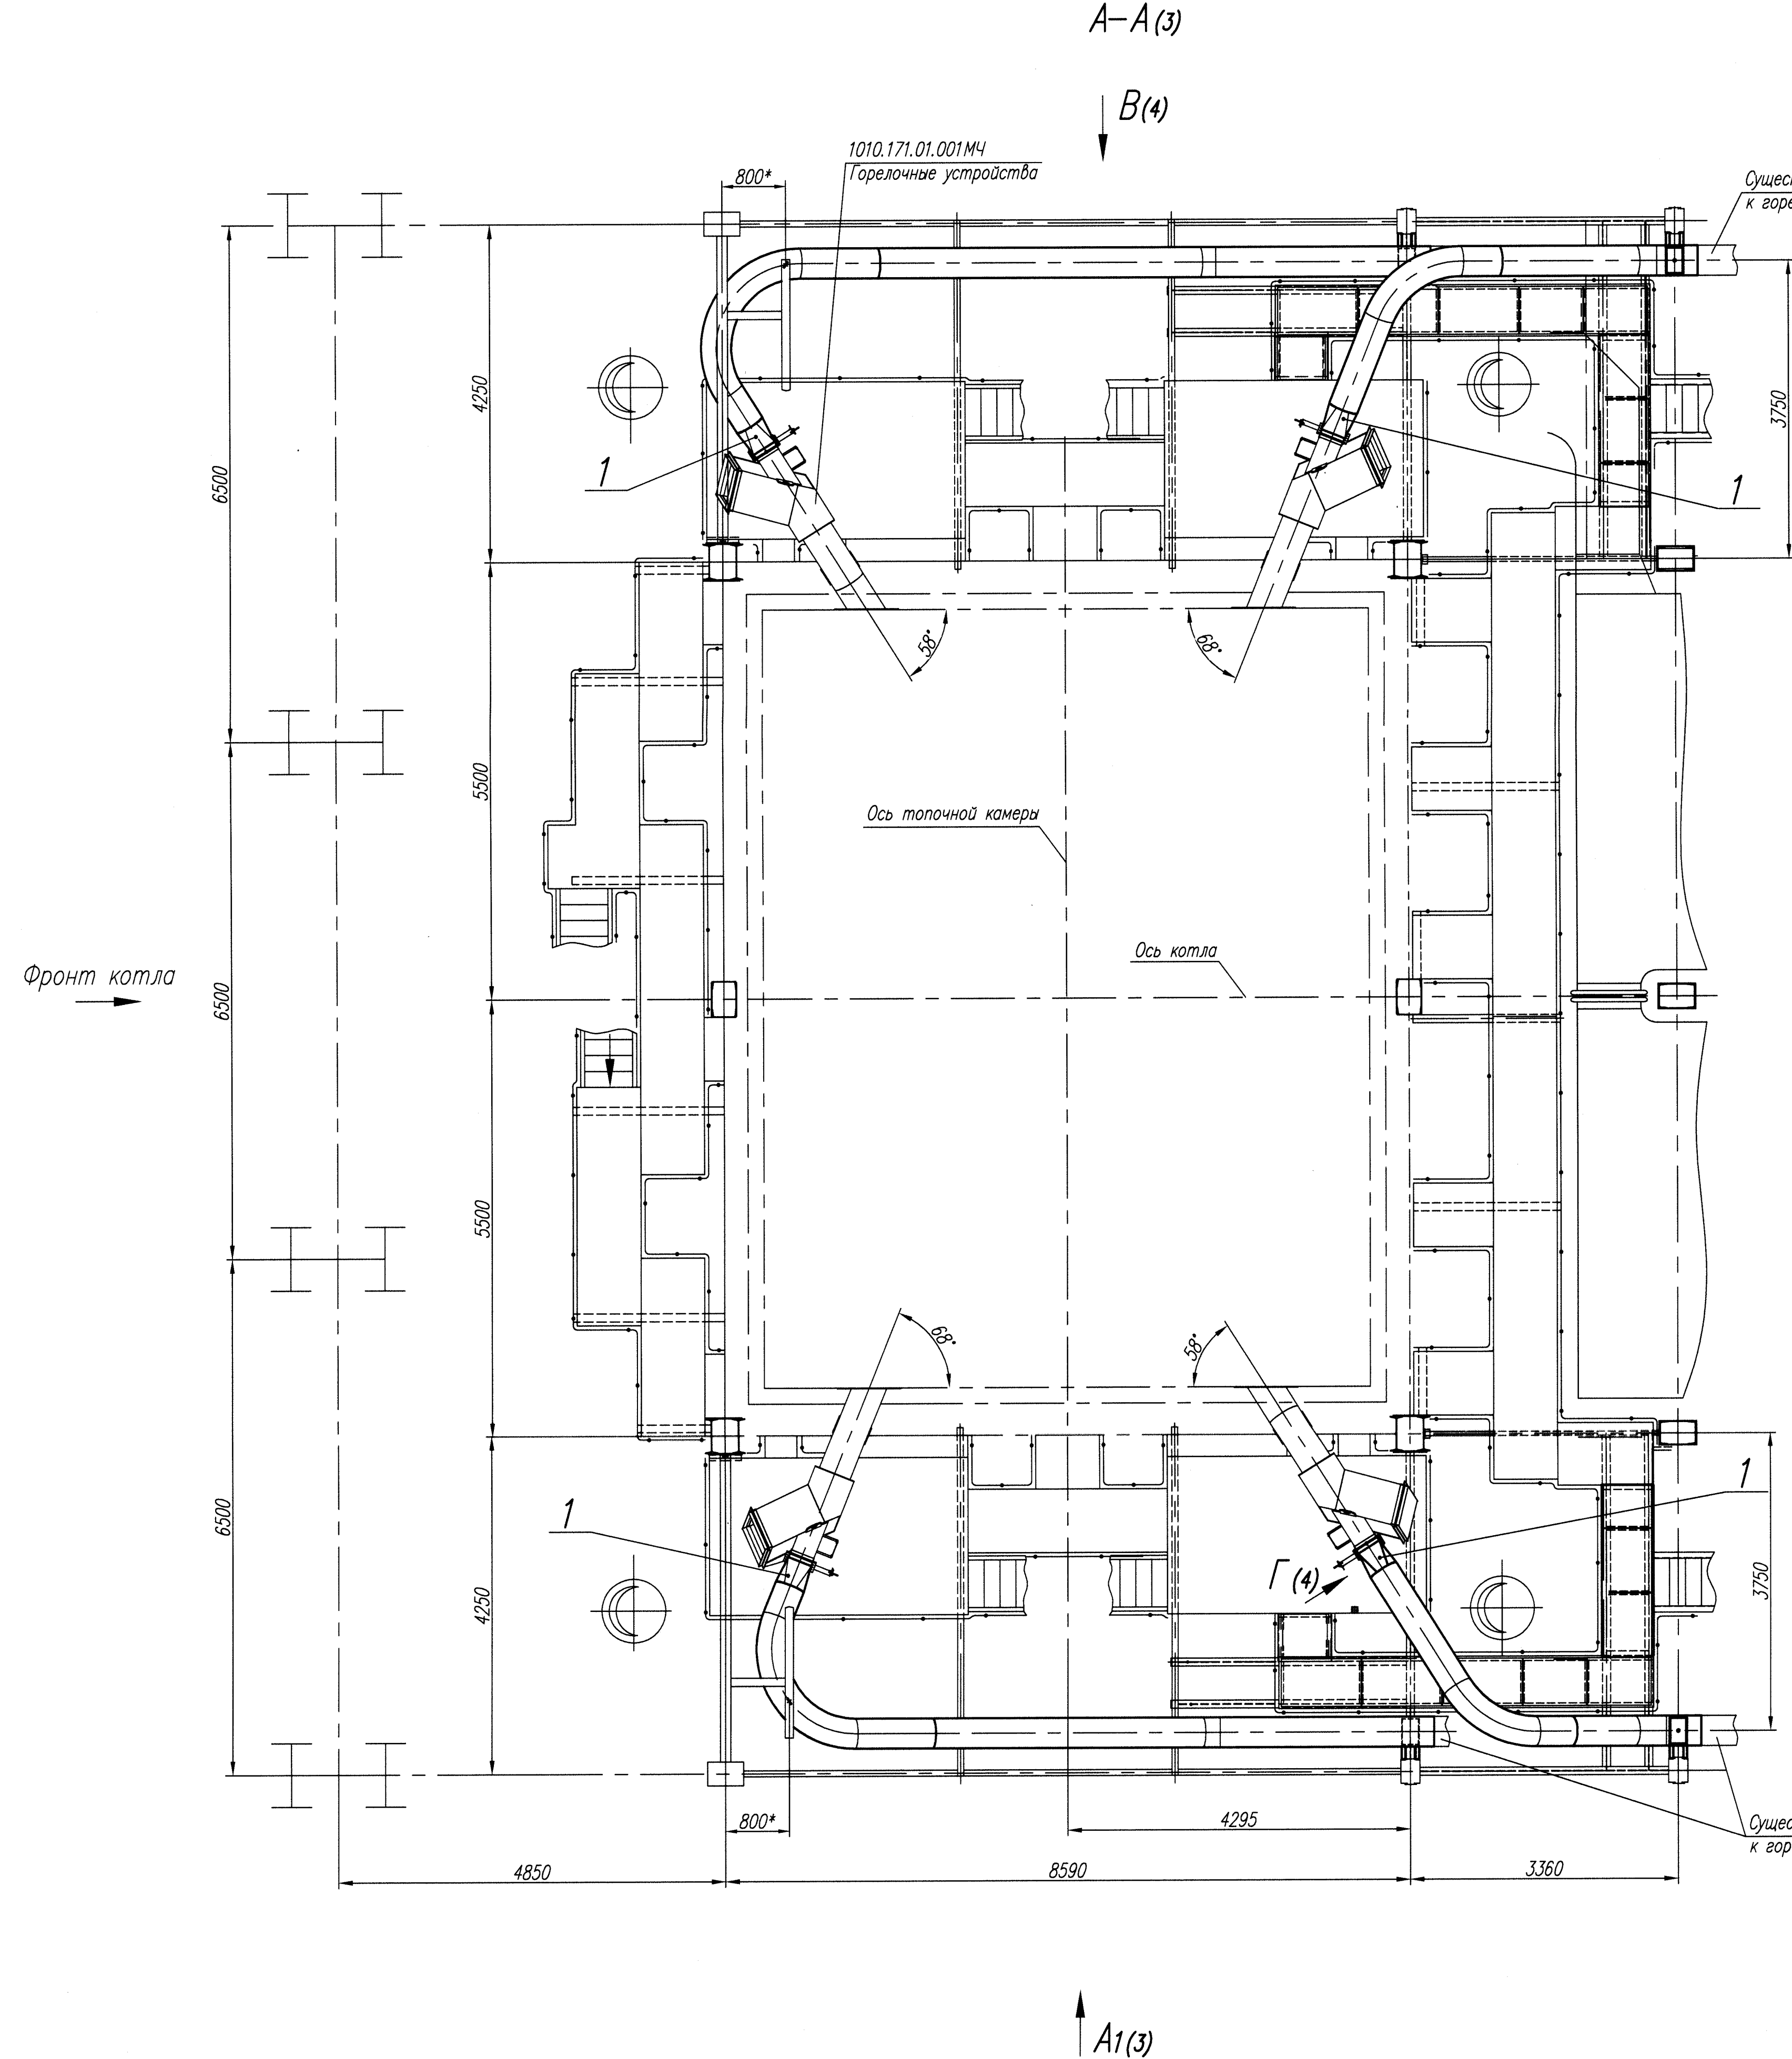 А–А (3)
В (4)
1010.171.01.001МЧ
Горелочные устройства
800*
Сущес
к горе
4250
3750
6500
1
1
58°
68°
5500
Ось топочной камеры
Ось котла
Фронт котла
6500
5500
68°
58°
1
1
6500
Г (4)
4250
3750
800*
4295
Сущес
к гор
4850
8590
3360
А1 (3)